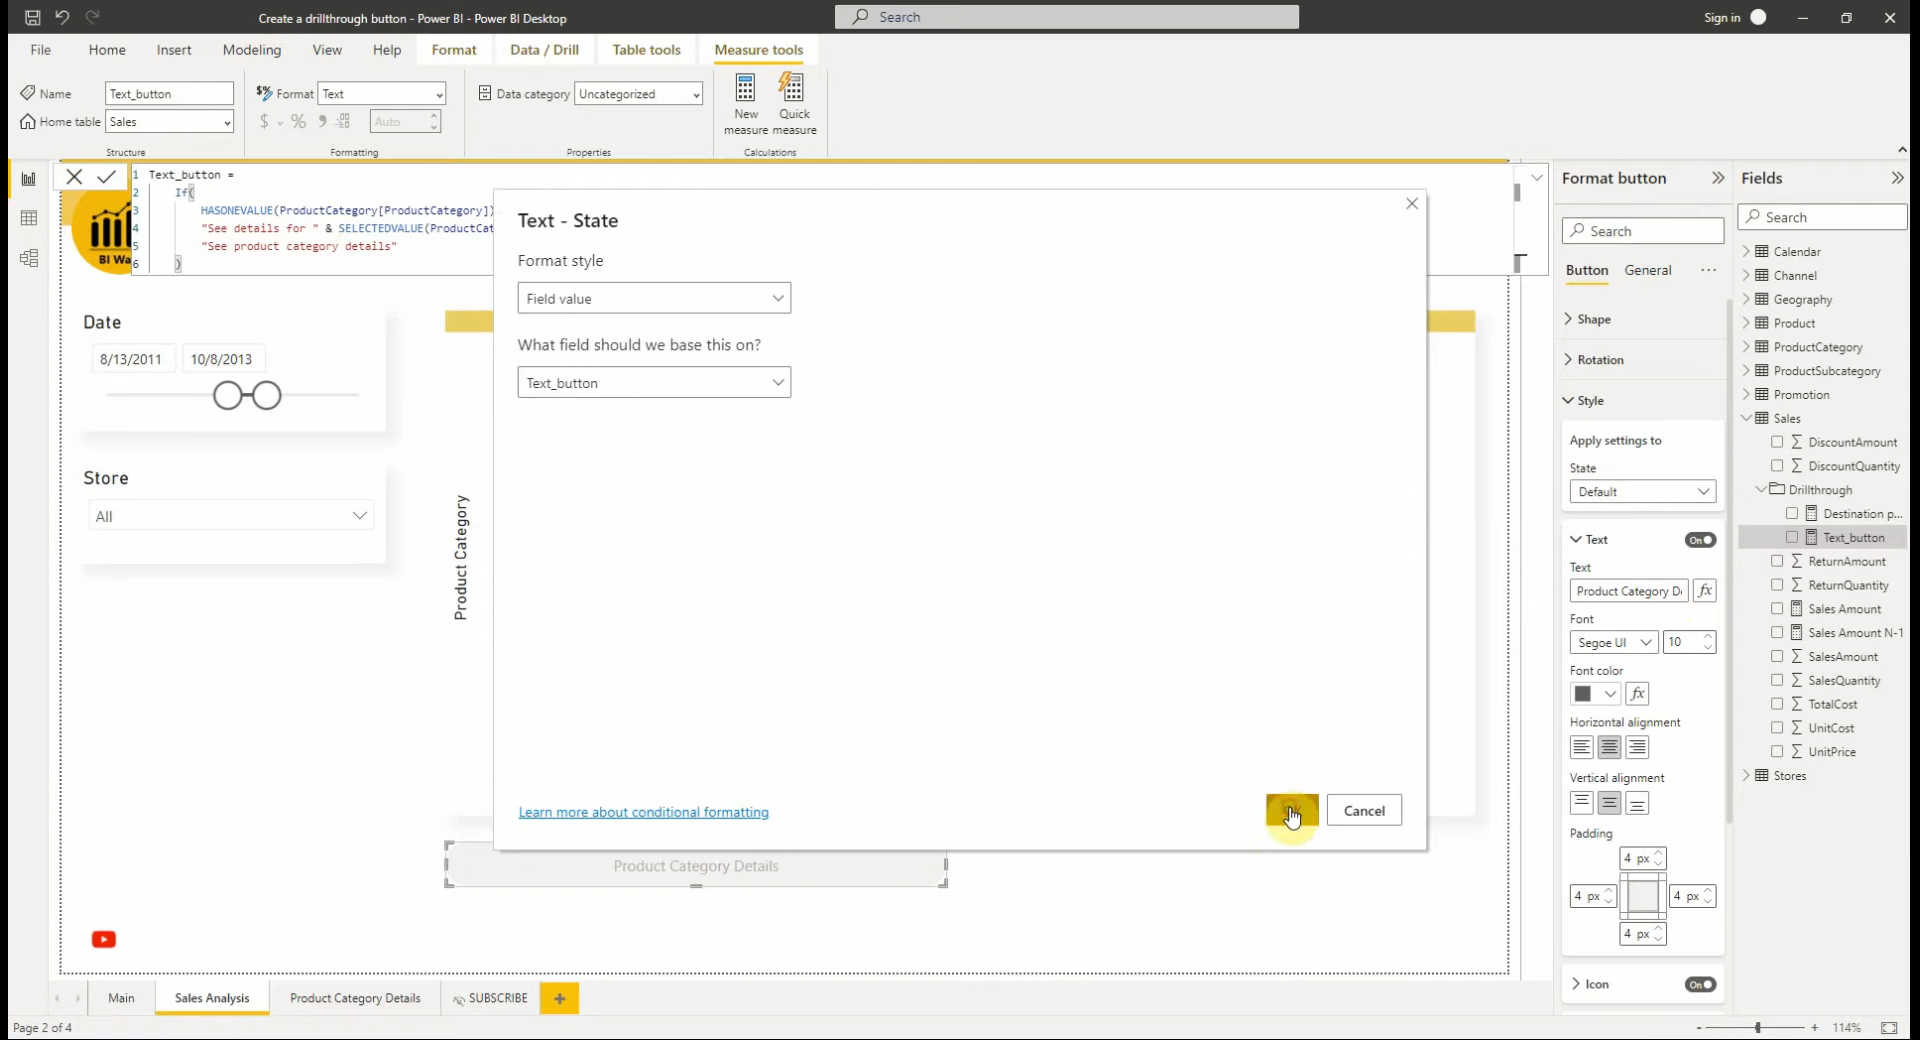 Create a drillthrough button - Power BI - Power BI Desktop
Search
Sign in
File
Home
Insert
Modeling
View
Help
Format
Data / Drill
Table tools
Measure tools
Name
Text_button
Home table
Sales
Structure
$% Format
Text
$
%
Auto
Formatting
Data category
Uncategorized
Properties
New
measure
Quick
measure
Calculations
1 Text_button =
2 If(
3 HASONEVALUE(ProductCategory[ProductCategory])
4 "See details for " & SELECTEDVALUE(ProductCat
5 "See product category details"
6 )
BI Wa
Text - State
Format style
Field value
What field should we base this on?
Text_button
Learn more about conditional formatting
Cancel
Date
8/13/2011
10/8/2013
Store
All
Product Category
Product Category Details
Format button
Search
Button
General
Shape
Rotation
Style
Apply settings to
State
Default
Text
On
Text
Product Category D
fx
Font
Segoe UI
10
Font color
fx
Horizontal alignment
Vertical alignment
Padding
4 px
4 px
4 px
4 px
Icon
On
Fields
Search
Calendar
Channel
Geography
Product
ProductCategory
ProductSubcategory
Promotion
Sales
∑ DiscountAmount
∑ DiscountQuantity
Drillthrough
Destination p...
Text_button
∑ ReturnAmount
∑ ReturnQuantity
Sales Amount
Sales Amount N-1
∑ SalesAmount
∑ SalesQuantity
∑ TotalCost
∑ UnitCost
∑ UnitPrice
Stores
Main
Sales Analysis
Product Category Details
SUBSCRIBE
+
Page 2 of 4
-
+
114%